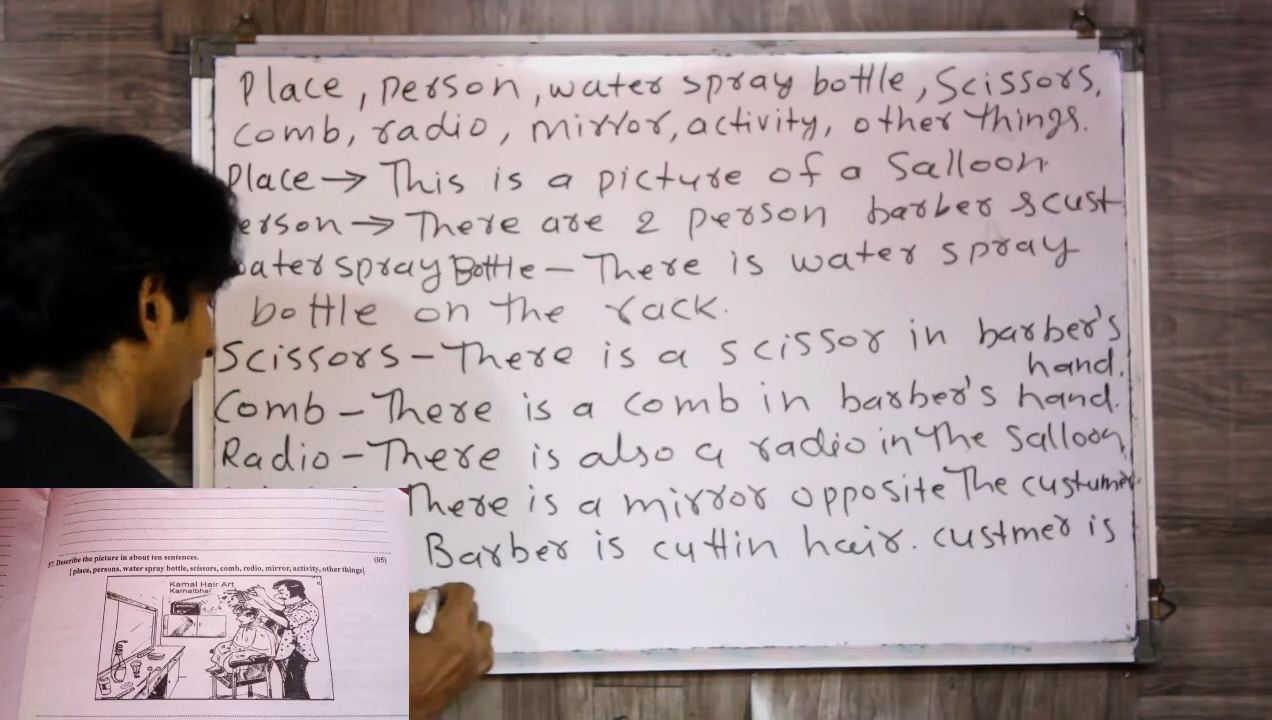 Place, person, water spray bottle, Scissors,
comb, radio, mirror, activity, other things.
Place → This is a picture of a Salloon
erson → There are 2 person barber & cust
ater spray Bottle – There is water spray
bottle on the rack.
Scissors – There is a scissor in barber's
hand.
Comb – There is a comb in barber's hand.
Radio – There is also a radio in the Salloon
There is a mirror opposite The custumer.
Barber is cuttin hair. custmer is
57. Describe the picture in about ten sentences. (05)
[ place, persons, water spray bottle, scissors, comb, redio, mirror, activity, other things]
Kamal Hair Art
Kamalbhai